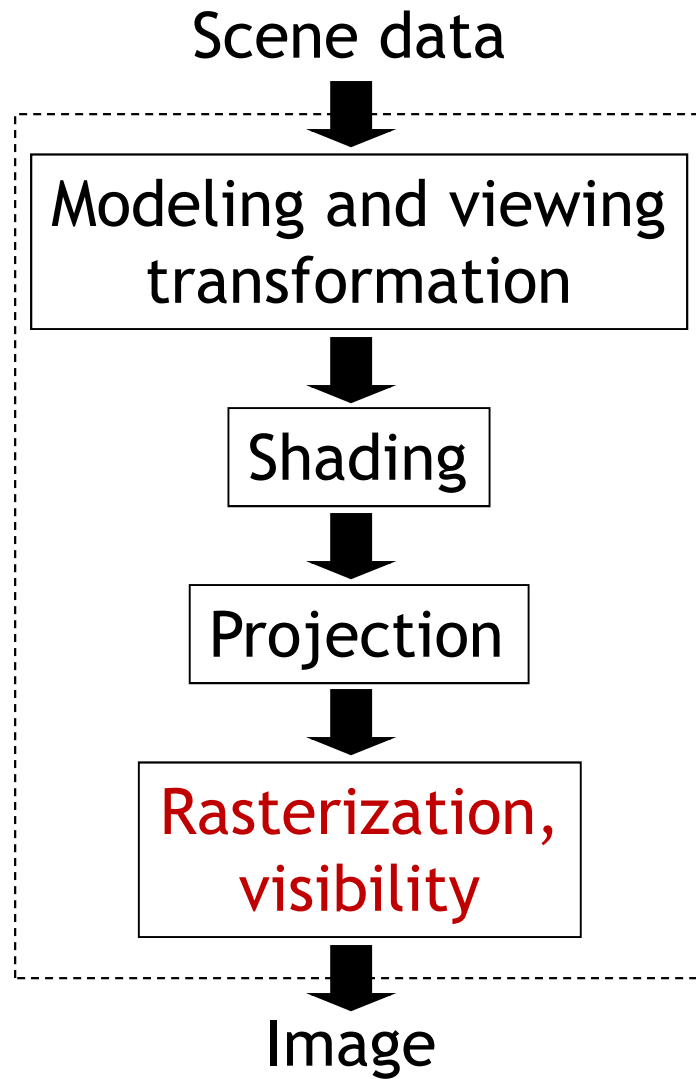 Scene data
Modeling and viewing
transformation
Shading
Projection
Rasterization,
visibility
Image